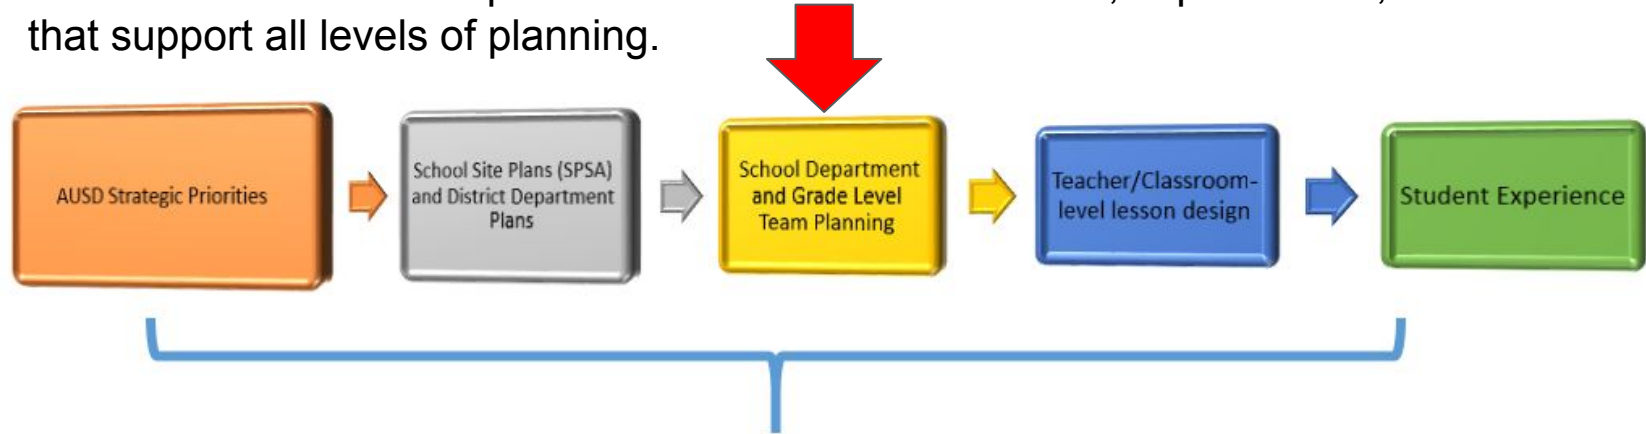 that support all levels of planning.
AUSD Strategic Priorities
School Site Plans (SPSA)
and District Department
Plans
School Department
and Grade Level
Team Planning
Teacher/Classroom-
level lesson design
Student Experience